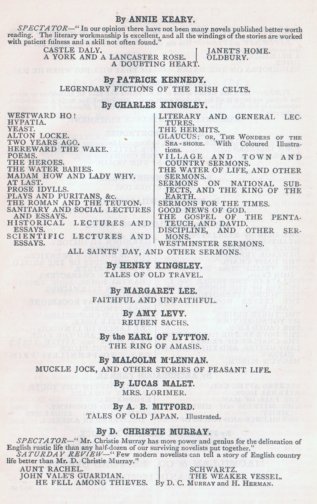 By ANNIE KEARY.
SPECTATOR—"In our opinion there have not been many novels published better worth
reading. The literary workmanship is excellent, and all the windings of the stories are worked
with patient fulness and a skill not often found."
CASTLE DALY.
A YORK AND A LANCASTER ROSE.
JANET'S HOME.
OLDBURY.
A DOUBTING HEART.
By PATRICK KENNEDY.
LEGENDARY FICTIONS OF THE IRISH CELTS.
By CHARLES KINGSLEY.
WESTWARD HO!
HYPATIA.
YEAST.
ALTON LOCKE.
TWO YEARS AGO.
HEREWARD THE WAKE.
POEMS.
THE HEROES.
THE WATER BABIES.
MADAM HOW AND LADY WHY.
AT LAST.
PROSE IDYLLS.
PLAYS AND PURITANS, &c.
THE ROMAN AND THE TEUTON.
SANITARY AND SOCIAL LECTURES
AND ESSAYS.
HISTORICAL LECTURES AND
ESSAYS.
SCIENTIFIC LECTURES AND
ESSAYS.
LITERARY AND GENERAL LEC-
TURES.
THE HERMITS.
GLAUCUS; OR, THE WONDERS OF THE
SEA-SHORE. With Coloured Illustra-
tions.
VILLAGE AND TOWN AND
COUNTRY SERMONS.
THE WATER OF LIFE, AND OTHER
SERMONS.
SERMONS ON NATIONAL SUB-
JECTS, AND THE KING OF THE
EARTH.
SERMONS FOR THE TIMES.
GOOD NEWS OF GOD.
THE GOSPEL OF THE PENTA-
TEUCH, AND DAVID.
DISCIPLINE, AND OTHER SER-
MONS.
WESTMINSTER SERMONS.
ALL SAINTS' DAY, AND OTHER SERMONS.
By HENRY KINGSLEY.
TALES OF OLD TRAVEL.
By MARGARET LEE.
FAITHFUL AND UNFAITHFUL.
By AMY LEVY.
REUBEN SACHS.
By the EARL OF LYTTON.
THE RING OF AMASIS.
By MALCOLM M'LENNAN.
MUCKLE JOCK, AND OTHER STORIES OF PEASANT LIFE.
By LUCAS MALET.
MRS. LORIMER.
By A. B. MITFORD.
TALES OF OLD JAPAN. Illustrated.
By D. CHRISTIE MURRAY.
SPECTATOR—"Mr. Christie Murray has more power and genius for the delineation of
English rustic life than any half-dozen of our surviving novelists put together."
SATURDAY REVIEW—"Few modern novelists can tell a story of English country
life better than Mr. D. Christie Murray."
AUNT RACHEL.
JOHN VALE'S GUARDIAN.
SCHWARTZ.
THE WEAKER VESSEL.
HE FELL AMONG THIEVES. By D. C. MURRAY and H. HERMAN.